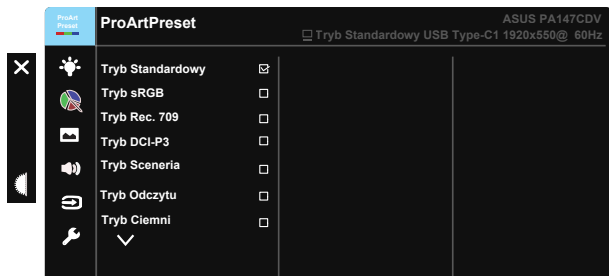 ProArt
Preset
ProArtPreset
ASUS PA147CDV
Tryb Standardowy USB Type-C1 1920x550@ 60Hz
Tryb Standardowy
Tryb sRGB
Tryb Rec. 709
Tryb DCI-P3
Tryb Sceneria
Tryb Odczytu
Tryb Ciemni